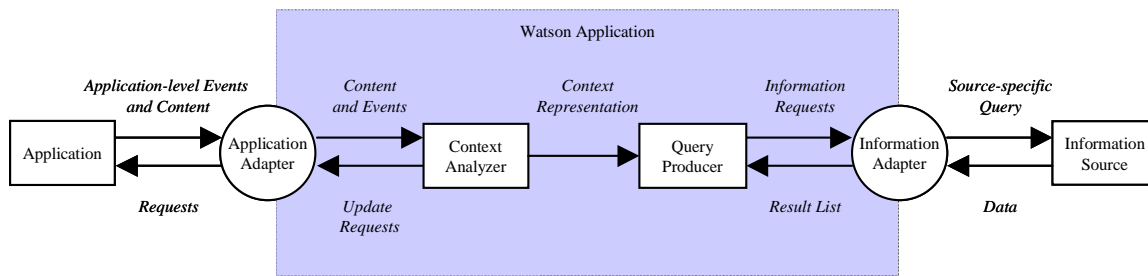 Watson Application
Application-level Events
and Content
Content
and Events
Context
Representation
Information
Requests
Source-specific
Query
Application
Application
Adapter
Context
Analyzer
Query
Producer
Information
Adapter
Information
Source
Requests
Update
Requests
Result List
Data